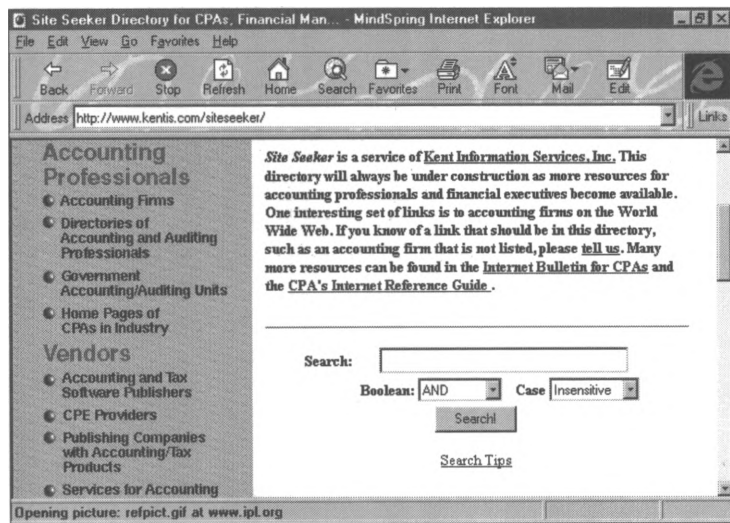 Site Seeker Directory for CPAs, Financial Man... - MindSpring Internet Explorer
File Edit View Go Favorites Help
Back Forward Stop Refresh Home Search Favorites Print Font Mail Edit
Address http://www.kentis.com/siteseeker/ Links
Accounting
Professionals
Accounting Firms
Directories of
Accounting and Auditing
Professionals
Government
Accounting/Auditing Units
Home Pages of
CPAs in Industry
Vendors
Accounting and Tax
Software Publishers
CPE Providers
Publishing Companies
with Accounting/Tax
Products
Services for Accounting
Site Seeker is a service of Kent Information Services, Inc. This
directory will always be under construction as more resources for
accounting professionals and financial executives become available.
One interesting set of links is to accounting firms on the World
Wide Web. If you know of a link that should be in this directory,
such as an accounting firm that is not listed, please tell us. Many
more resources can be found in the Internet Bulletin for CPAs and
the CPA's Internet Reference Guide .
Search:
Boolean: AND Case Insensitive
Search!
Search Tips
Opening picture: refpict.gif at www.ipl.org